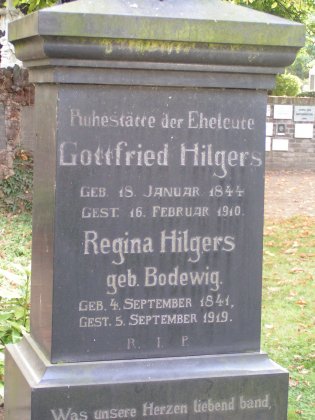 Ruhestätte der Eheleute
Gottfried Hilgers
GEB. 18. JANUAR 1844
GEST. 16. FEBRUAR 1910.
Regina Hilgers
geb. Bodewig.
GEB. 4. SEPTEMBER 1841,
GEST. 5. SEPTEMBER 1919.
R. I. P.
Was unsere Herzen liebend band,